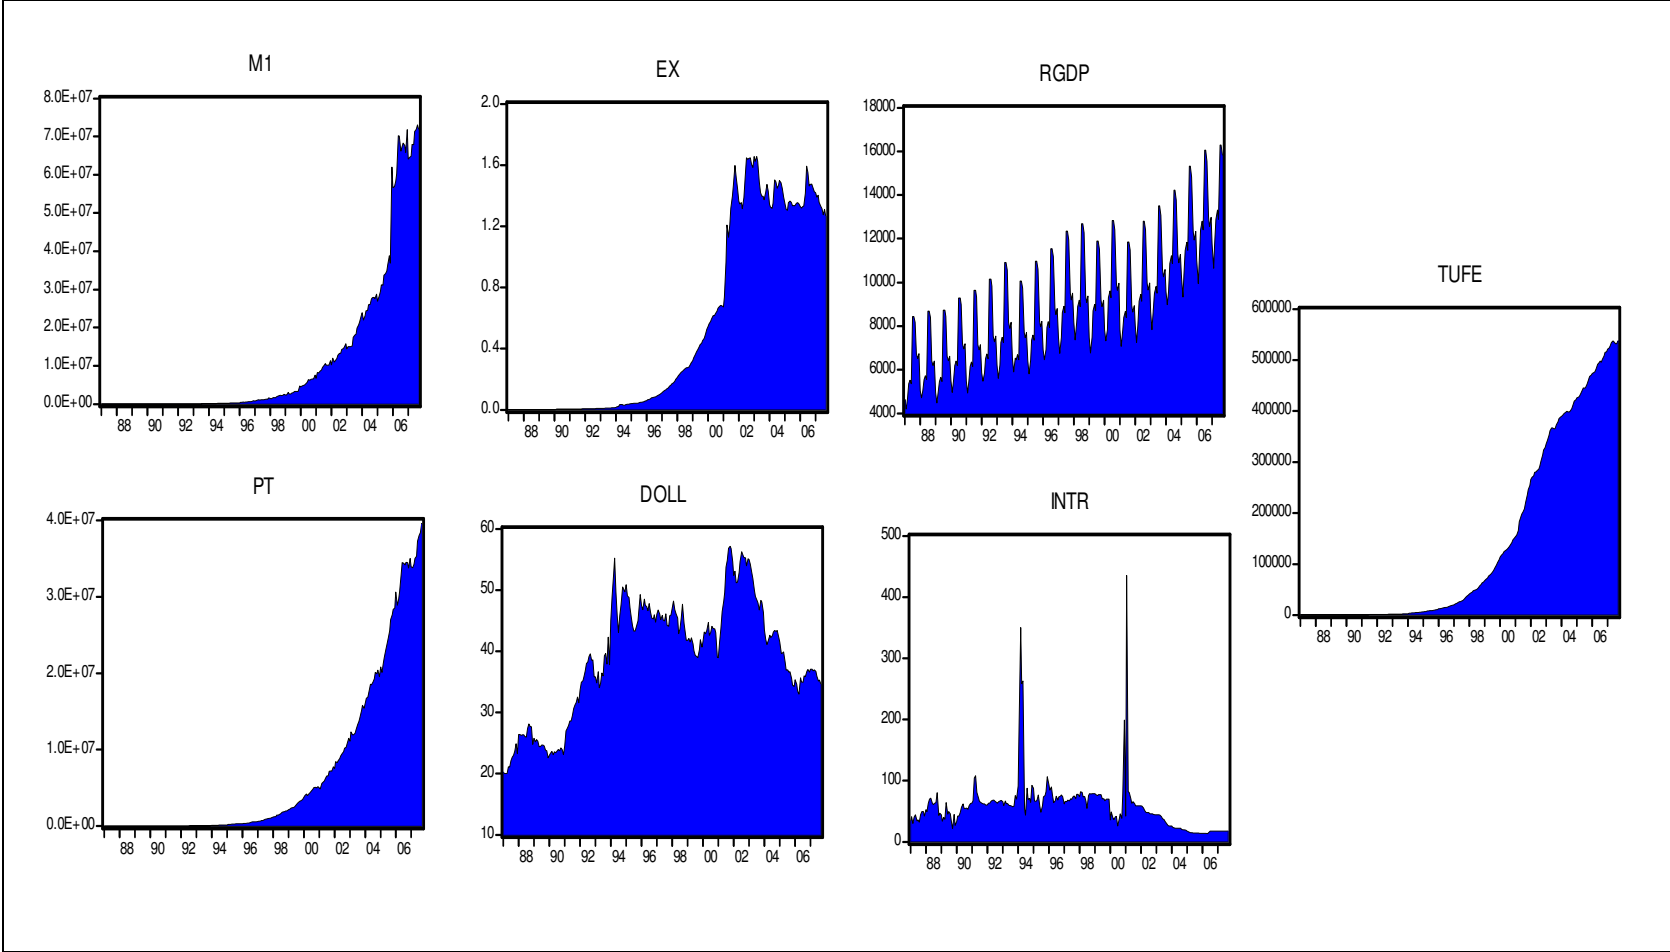 M1
8.0E+07
7.0E+07
6.0E+07
5.0E+07
4.0E+07
3.0E+07
2.0E+07
1.0E+07
0.0E+00
88 90 92 94 96 98 00 02 04 06
EX
2.0
1.6
1.2
0.8
0.4
0.0
88 90 92 94 96 98 00 02 04 06
RGDP
18000
16000
14000
12000
10000
8000
6000
4000
88 90 92 94 96 98 00 02 04 06
TUFE
600000
500000
400000
300000
200000
100000
0
88 90 92 94 96 98 00 02 04 06
PT
4.0E+07
3.0E+07
2.0E+07
1.0E+07
0.0E+00
88 90 92 94 96 98 00 02 04 06
DOLL
60
50
40
30
20
10
88 90 92 94 96 98 00 02 04 06
INTR
500
400
300
200
100
0
88 90 92 94 96 98 00 02 04 06